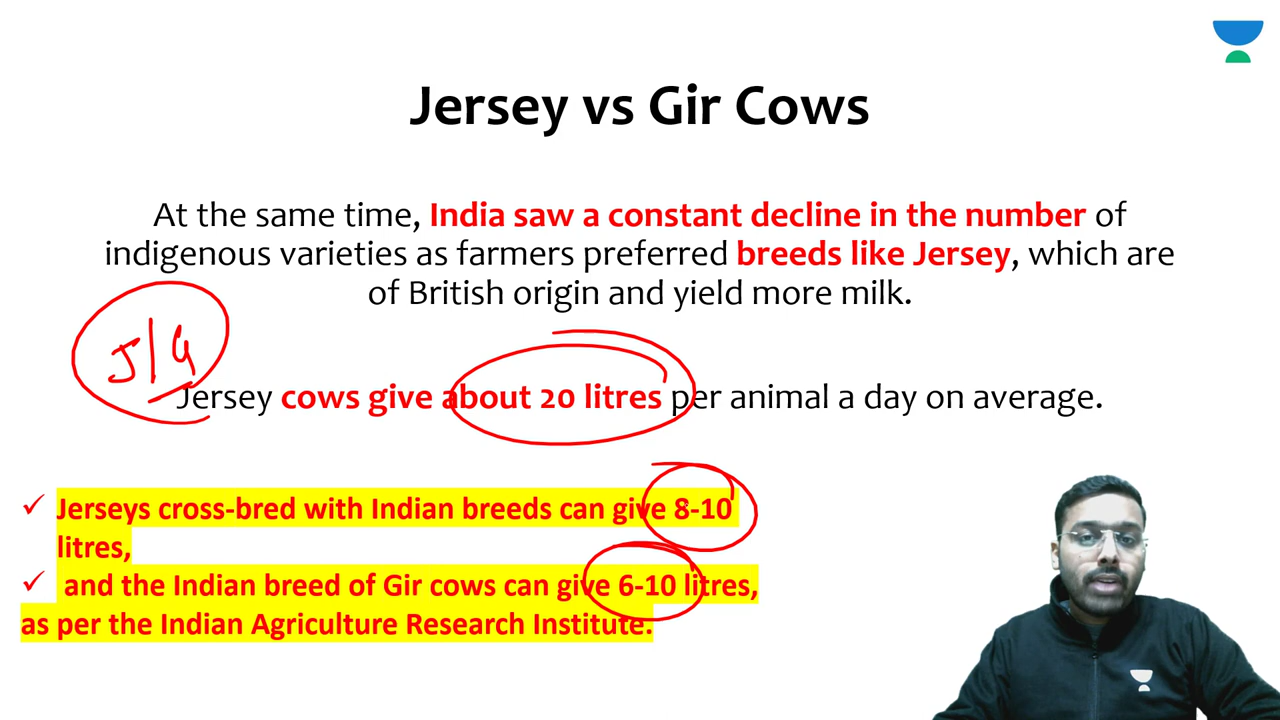 Jersey vs Gir Cows
At the same time, India saw a constant decline in the number of
indigenous varieties as farmers preferred breeds like Jersey, which are
of British origin and yield more milk.
J/G
Jersey cows give about 20 litres per animal a day on average.
✓ Jerseys cross-bred with Indian breeds can give 8-10
litres,
✓ and the Indian breed of Gir cows can give 6-10 litres,
as per the Indian Agriculture Research Institute.